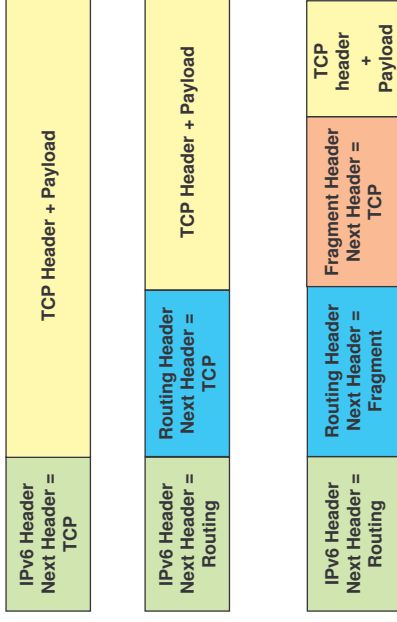 IPv6 Header
Next Header =
TCP
TCP Header + Payload
IPv6 Header
Next Header =
Routing
Routing Header
Next Header =
TCP
TCP Header + Payload
IPv6 Header
Next Header =
Routing
Routing Header
Next Header =
Fragment
Fragment Header
Next Header =
TCP
TCP
header
+
Payload